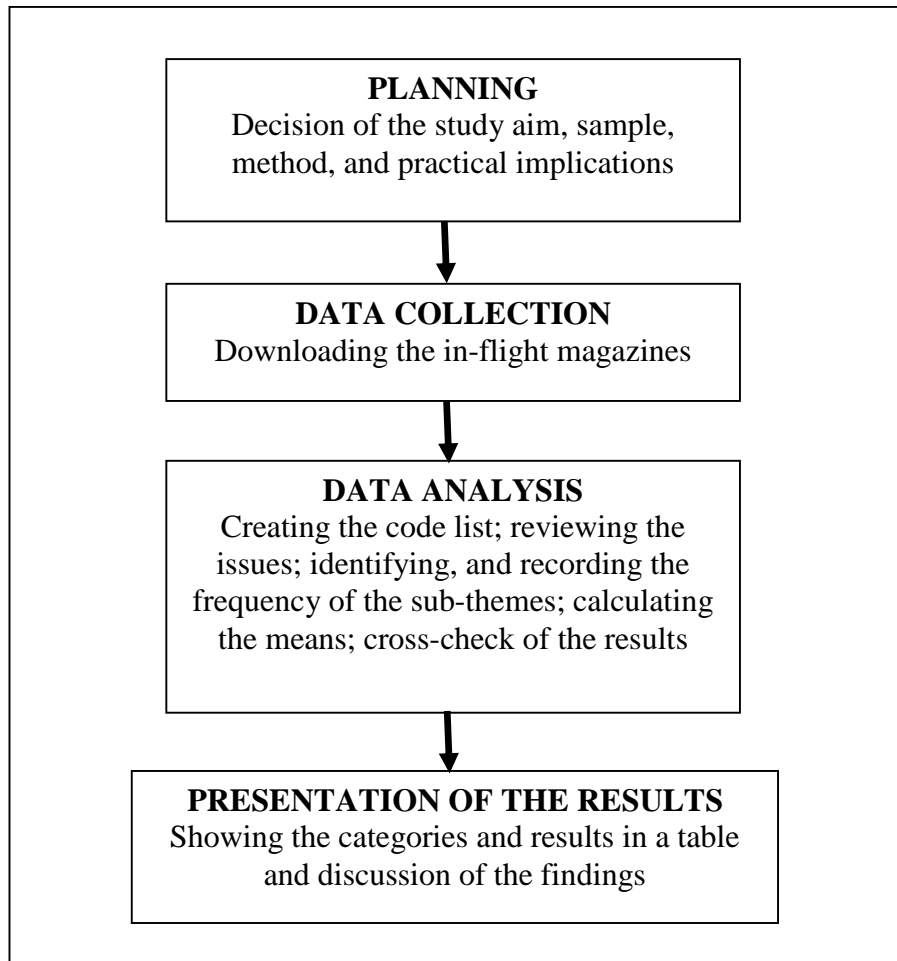 PLANNING
Decision of the study aim, sample,
method, and practical implications
DATA COLLECTION
Downloading the in-flight magazines
DATA ANALYSIS
Creating the code list; reviewing the
issues; identifying, and recording the
frequency of the sub-themes; calculating
the means; cross-check of the results
PRESENTATION OF THE RESULTS
Showing the categories and results in a table
and discussion of the findings